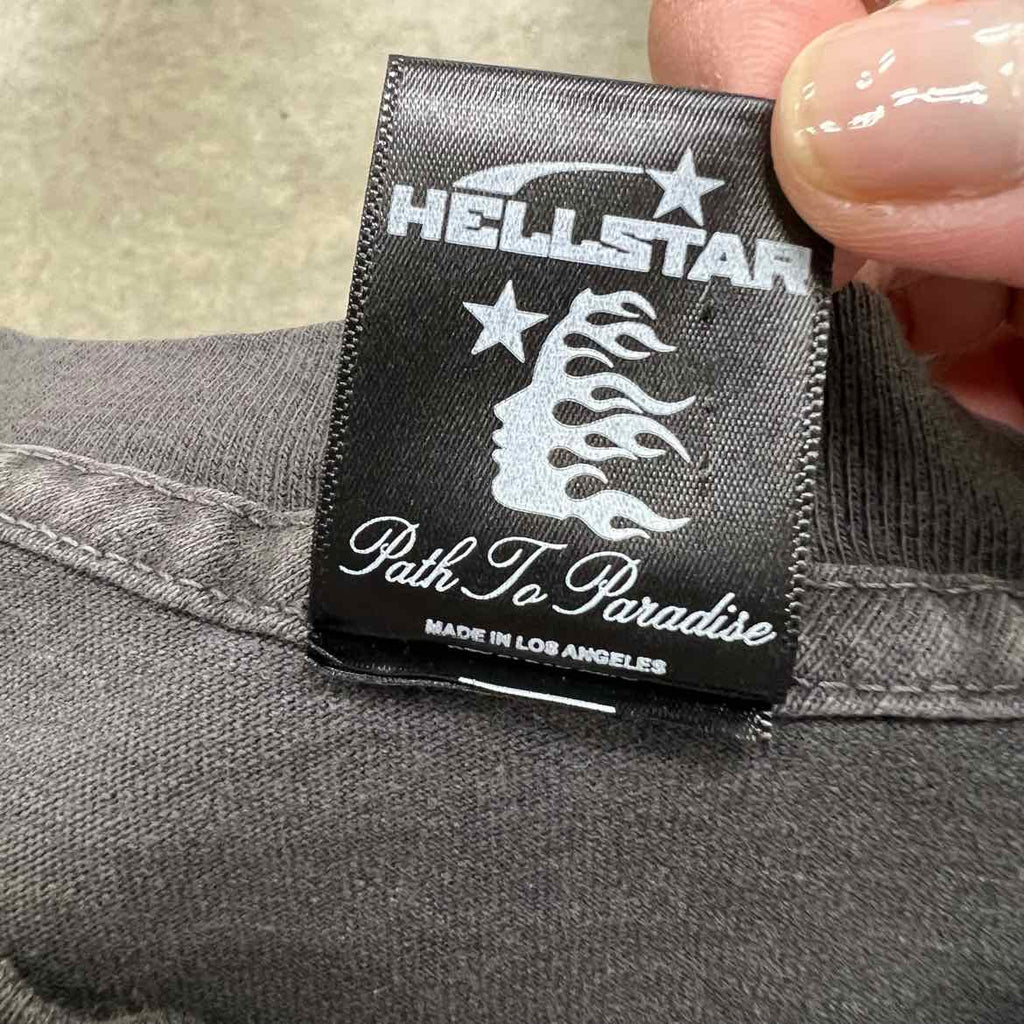 HELLSTAR
Path To Paradise
MADE IN LOS ANGELES